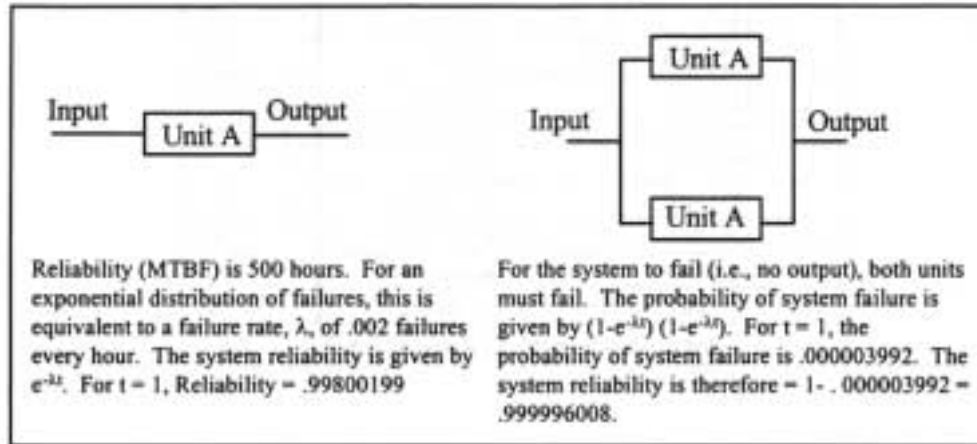 Input
Unit A
Output
Reliability (MTBF) is 500 hours. For an
exponential distribution of failures, this is
equivalent to a failure rate, λ, of .002 failures
every hour. The system reliability is given by
e^-λt. For t = 1, Reliability = .99800199
Unit A
Input
Output
Unit A
For the system to fail (i.e., no output), both units
must fail. The probability of system failure is
given by (1-e^-λt) (1-e^-λt). For t = 1, the
probability of system failure is .000003992. The
system reliability is therefore = 1- . 000003992 =
.999996008.